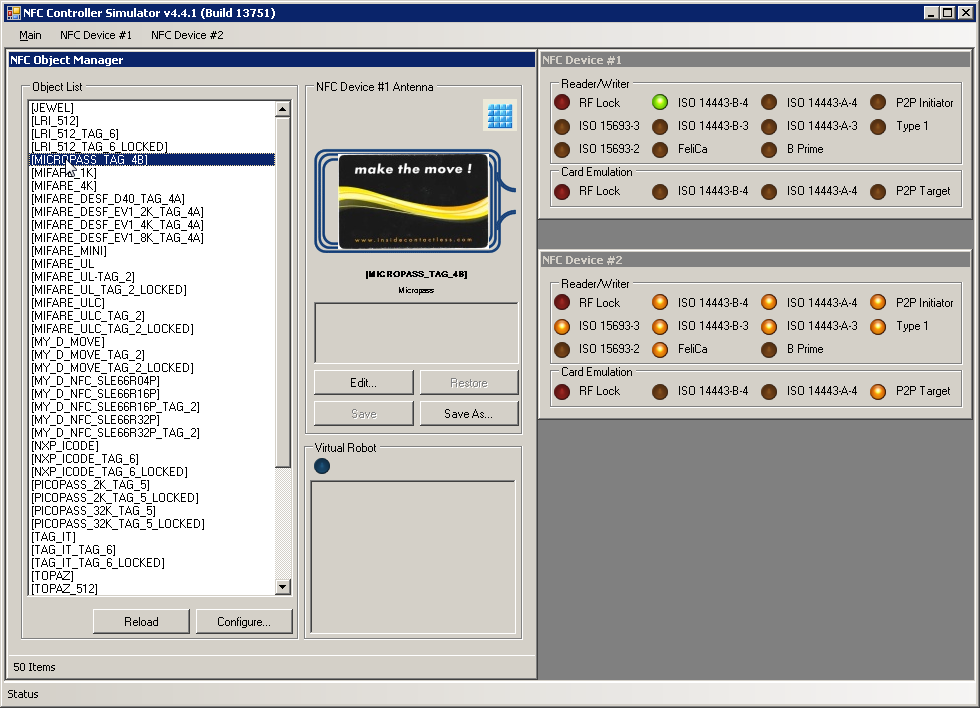 NFC Controller Simulator v4.4.1 (Build 13751)
Main NFC Device #1 NFC Device #2
NFC Object Manager
Object List
[JEWEL]
[LRI_512]
[LRI_512_TAG_6]
[LRI_512_TAG_6_LOCKED]
[MICROPASS_TAG_4B]
[MIFARE_1K]
[MIFARE_4K]
[MIFARE_DESF_D40_TAG_4A]
[MIFARE_DESF_EV1_2K_TAG_4A]
[MIFARE_DESF_EV1_4K_TAG_4A]
[MIFARE_DESF_EV1_8K_TAG_4A]
[MIFARE_MINI]
[MIFARE_UL
[MIFARE_UL-TAG_2]
[MIFARE_UL_TAG_2_LOCKED]
[MIFARE_ULC]
[MIFARE_ULC_TAG_2]
[MIFARE_ULC_TAG_2_LOCKED]
[MY_D_MOVE]
[MY_D_MOVE_TAG_2]
[MY_D_MOVE_TAG_2_LOCKED]
[MY_D_NFC_SLE66R04P]
[MY_D_NFC_SLE66R16P]
[MY_D_NFC_SLE66R16P_TAG_2]
[MY_D_NFC_SLE66R32P]
[MY_D_NFC_SLE66R32P_TAG_2]
[NXP_ICODE]
[NXP_ICODE_TAG_6]
[NXP_ICODE_TAG_6_LOCKED]
[PICOPASS_2K_TAG_5]
[PICOPASS_2K_TAG_5_LOCKED]
[PICOPASS_32K_TAG_5]
[PICOPASS_32K_TAG_5_LOCKED]
[TAG_IT]
[TAG_IT_TAG_6]
[TAG_IT_TAG_6_LOCKED]
[TOPAZ]
[TOPAZ_512]
Reload Configure...
50 Items
NFC Device #1 Antenna
make the move !
www.insidecontactless.com
[MICROPASS_TAG_4B]
Micropass
Edit... Restore
Save Save As...
Virtual Robot
NFC Device #1
Reader/Writer
RF Lock ISO 14443-B-4 ISO 14443-A-4 P2P Initiator
ISO 15693-3 ISO 14443-B-3 ISO 14443-A-3 Type 1
ISO 15693-2 FeliCa B Prime
Card Emulation
RF Lock ISO 14443-B-4 ISO 14443-A-4 P2P Target
NFC Device #2
Reader/Writer
RF Lock ISO 14443-B-4 ISO 14443-A-4 P2P Initiator
ISO 15693-3 ISO 14443-B-3 ISO 14443-A-3 Type 1
ISO 15693-2 FeliCa B Prime
Card Emulation
RF Lock ISO 14443-B-4 ISO 14443-A-4 P2P Target
Status